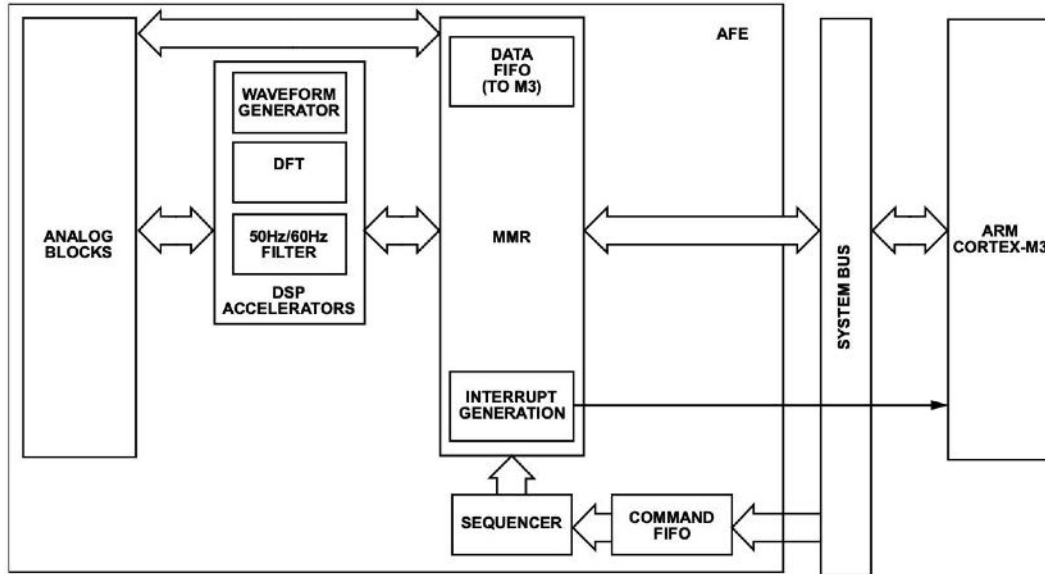 AFE
DATA
FIFO
(TO M3)
WAVEFORM
GENERATOR
DFT
50Hz/60Hz
FILTER
DSP
ACCELERATORS
ANALOG
BLOCKS
MMR
INTERRUPT
GENERATION
SEQUENCER
COMMAND
FIFO
SYSTEM BUS
ARM
CORTEX-M3